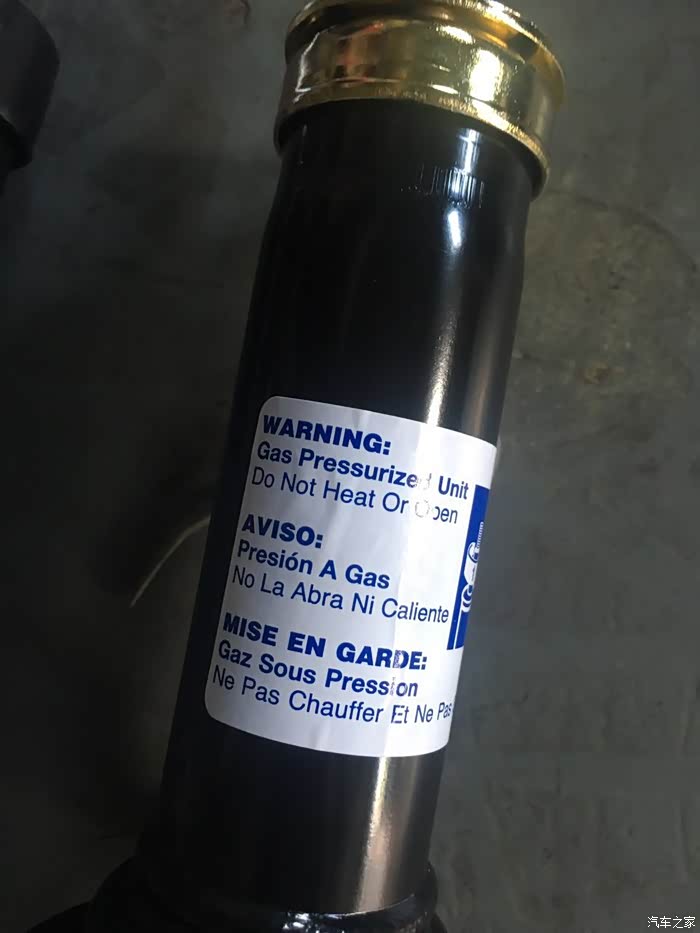 WARNING:
Gas Pressurized Unit
Do Not Heat Or Open
AVISO:
Presión A Gas
No La Abra Ni Caliente
MISE EN GARDE:
Gaz Sous Pression
Ne Pas Chauffer Et Ne Pas
汽车之家